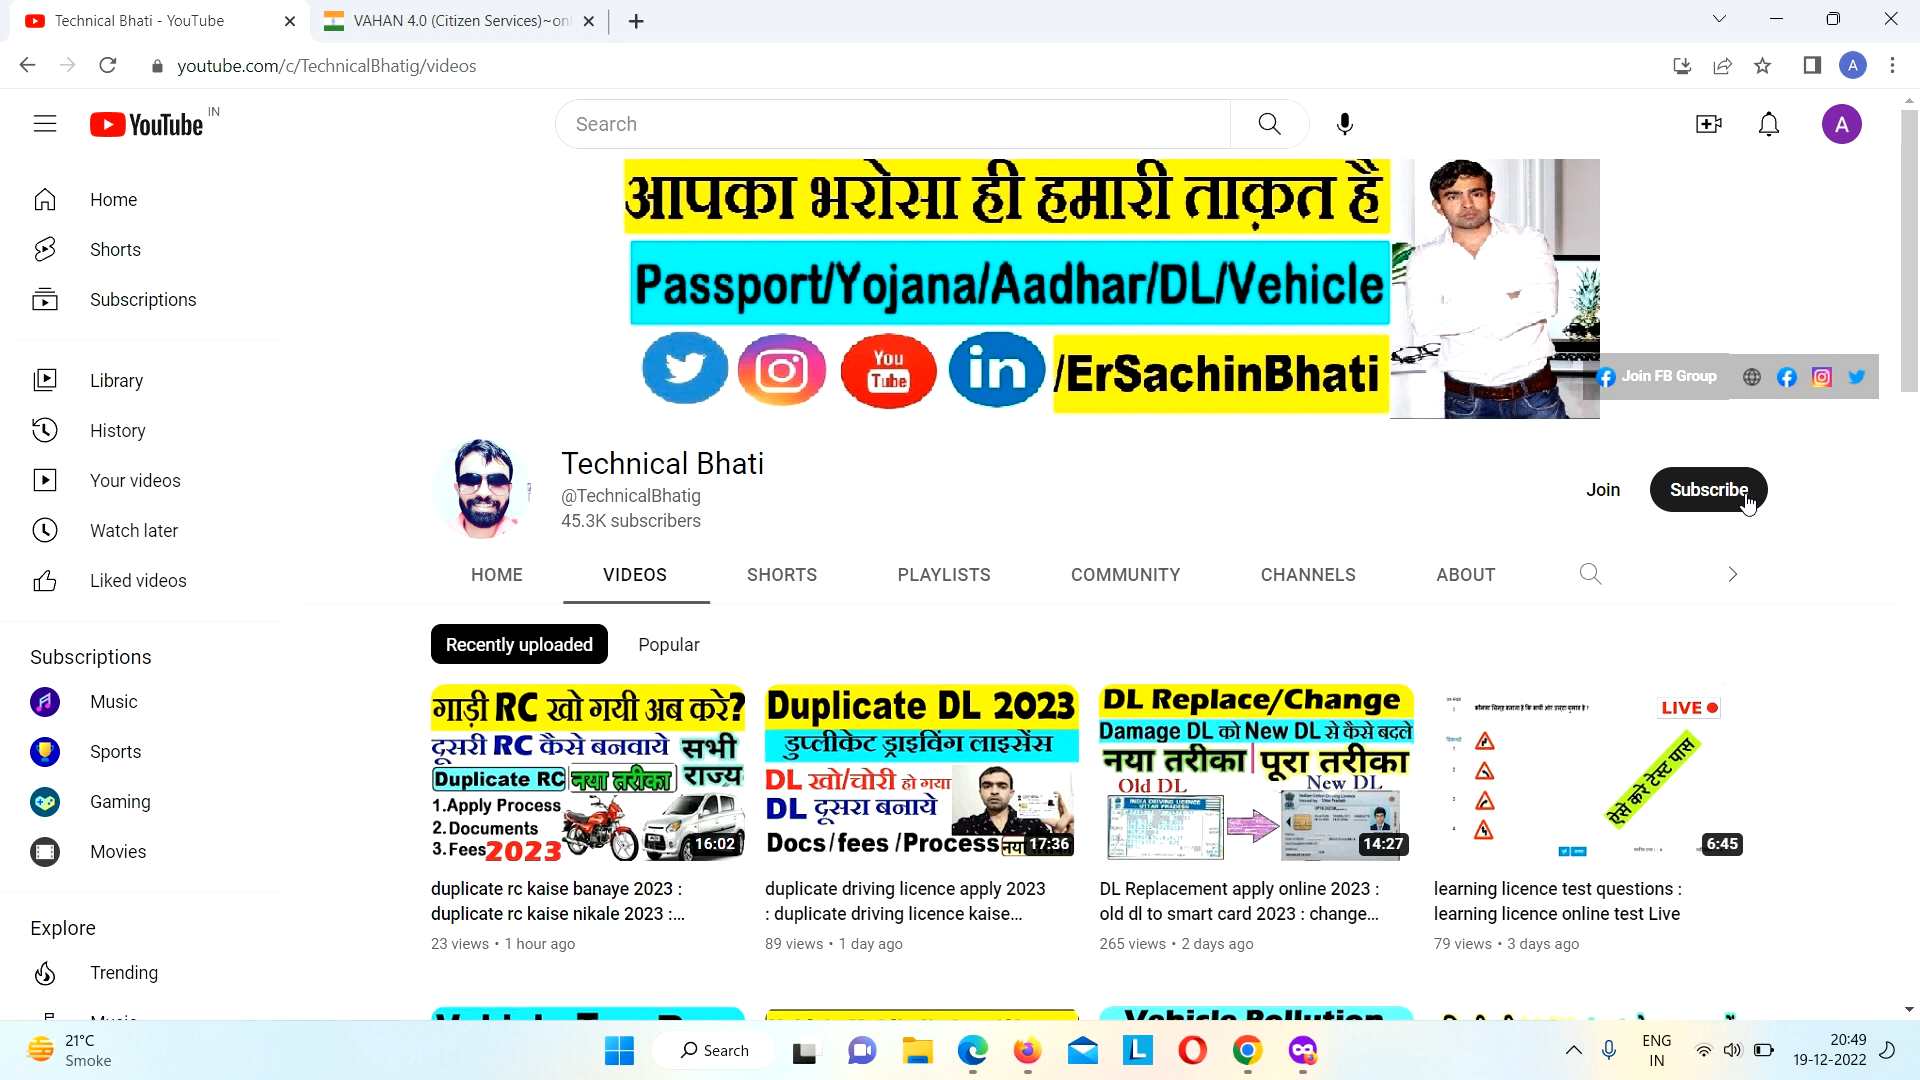 Technical Bhati - YouTube
VAHAN 4.0 (Citizen Services)~onl
youtube.com/c/TechnicalBhatig/videos
A
YouTube IN
Search
A
Home
Shorts
Subscriptions
Library
History
Your videos
Watch later
Liked videos
Subscriptions
Music
Sports
Gaming
Movies
Explore
Trending
आपका भरोसा ही हमारी ताक़त है
Passport/Yojana/Aadhar/DL/Vehicle
You
Tube
in
/ErSachinBhati
Join FB Group
Technical Bhati
@TechnicalBhatig
45.3K subscribers
Join
Subscribe
HOME VIDEOS SHORTS PLAYLISTS COMMUNITY CHANNELS ABOUT
Recently uploaded Popular
गाड़ी RC खो गयी अब करे?
दूसरी RC कैसे बनवाये सभी
Duplicate RC नया तरीका राज्य
1.Apply Process
2.Documents
3.Fees 2023
16:02
duplicate rc kaise banaye 2023 :
duplicate rc kaise nikale 2023 :...
23 views • 1 hour ago
Duplicate DL 2023
डुप्लीकेट ड्राइविंग लाइसेंस
DL खो/चोरी हो गया
DL दूसरा बनाये
Docs/fees/Process
17:36
duplicate driving licence apply 2023
: duplicate driving licence kaise...
89 views • 1 day ago
DL Replace/Change
Damage DL को New DL से कैसे बदले
नया तरीका पूरा तरीका
Old DL
New DL
INDIA DRIVING LICENCE
UTTAR PRADESH
14:27
DL Replacement apply online 2023 :
old dl to smart card 2023 : change...
265 views • 2 days ago
LIVE
ऐसे करे टेस्ट पास
6:45
learning licence test questions :
learning licence online test Live
79 views • 3 days ago
21°C
Smoke
Search
L
ENG
IN
20:49
19-12-2022